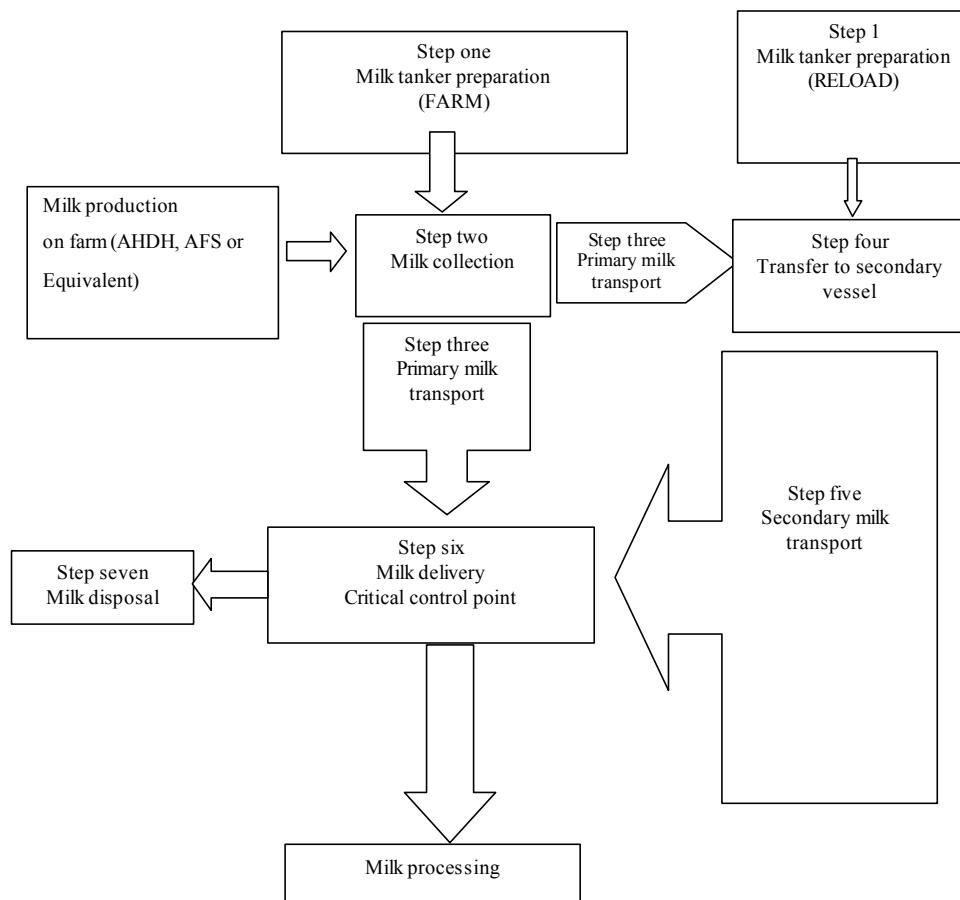 Step one
Milk tanker preparation
(FARM)
Step 1
Milk tanker preparation
(RELOAD)
Milk production
on farm (AHDH, AFS or
Equivalent)
Step two
Milk collection
Step three
Primary milk
transport
Step four
Transfer to secondary
vessel
Step three
Primary milk
transport
Step five
Secondary milk
transport
Step six
Milk delivery
Critical control point
Step seven
Milk disposal
Milk processing